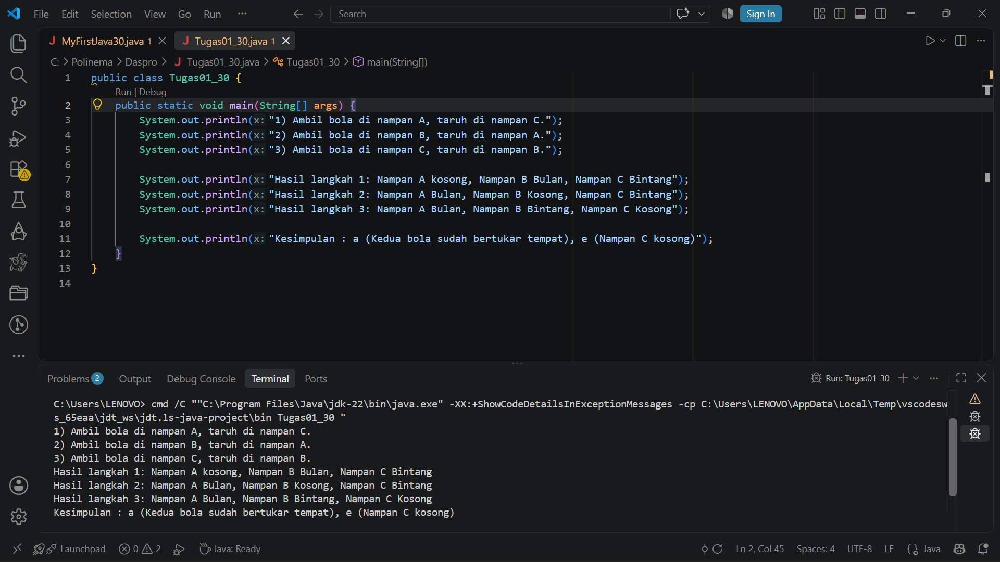 File Edit Selection View Go Run ··· Search Sign In
MyFirstJava30.java 1 Tugas01_30.java 1
C: > Polinema > Daspro > Tugas01_30.java > Tugas01_30 > main(String[])
1 public class Tugas01_30 {
Run | Debug
2 public static void main(String[] args) {
3 System.out.println(x: "1) Ambil bola di nampan A, taruh di nampan C.");
4 System.out.println(x: "2) Ambil bola di nampan B, taruh di nampan A.");
5 System.out.println(x: "3) Ambil bola di nampan C, taruh di nampan B.");
6
7 System.out.println(x: "Hasil langkah 1: Nampan A kosong, Nampan B Bulan, Nampan C Bintang");
8 System.out.println(x: "Hasil langkah 2: Nampan A Bulan, Nampan B Kosong, Nampan C Bintang");
9 System.out.println(x: "Hasil langkah 3: Nampan A Bulan, Nampan B Bintang, Nampan C Kosong");
10
11 System.out.println(x: "Kesimpulan : a (Kedua bola sudah bertukar tempat), e (Nampan C kosong)");
12 }
13 }
14
Problems 2 Output Debug Console Terminal Ports Run: Tugas01_30
C:\Users\LENOVO> cmd /C ""C:\Program Files\Java\jdk-22\bin\java.exe" -XX:+ShowCodeDetailsInExceptionMessages -cp C:\Users\LENOVO\AppData\Local\Temp\vscodesw
s_65eaa\jdt_ws\jdt.ls-java-project\bin Tugas01_30 "
1) Ambil bola di nampan A, taruh di nampan C.
2) Ambil bola di nampan B, taruh di nampan A.
3) Ambil bola di nampan C, taruh di nampan B.
Hasil langkah 1: Nampan A kosong, Nampan B Bulan, Nampan C Bintang
Hasil langkah 2: Nampan A Bulan, Nampan B Kosong, Nampan C Bintang
Hasil langkah 3: Nampan A Bulan, Nampan B Bintang, Nampan C Kosong
Kesimpulan : a (Kedua bola sudah bertukar tempat), e (Nampan C kosong)
Launchpad 0 2 Java: Ready Ln 2, Col 45 Spaces: 4 UTF-8 LF Java